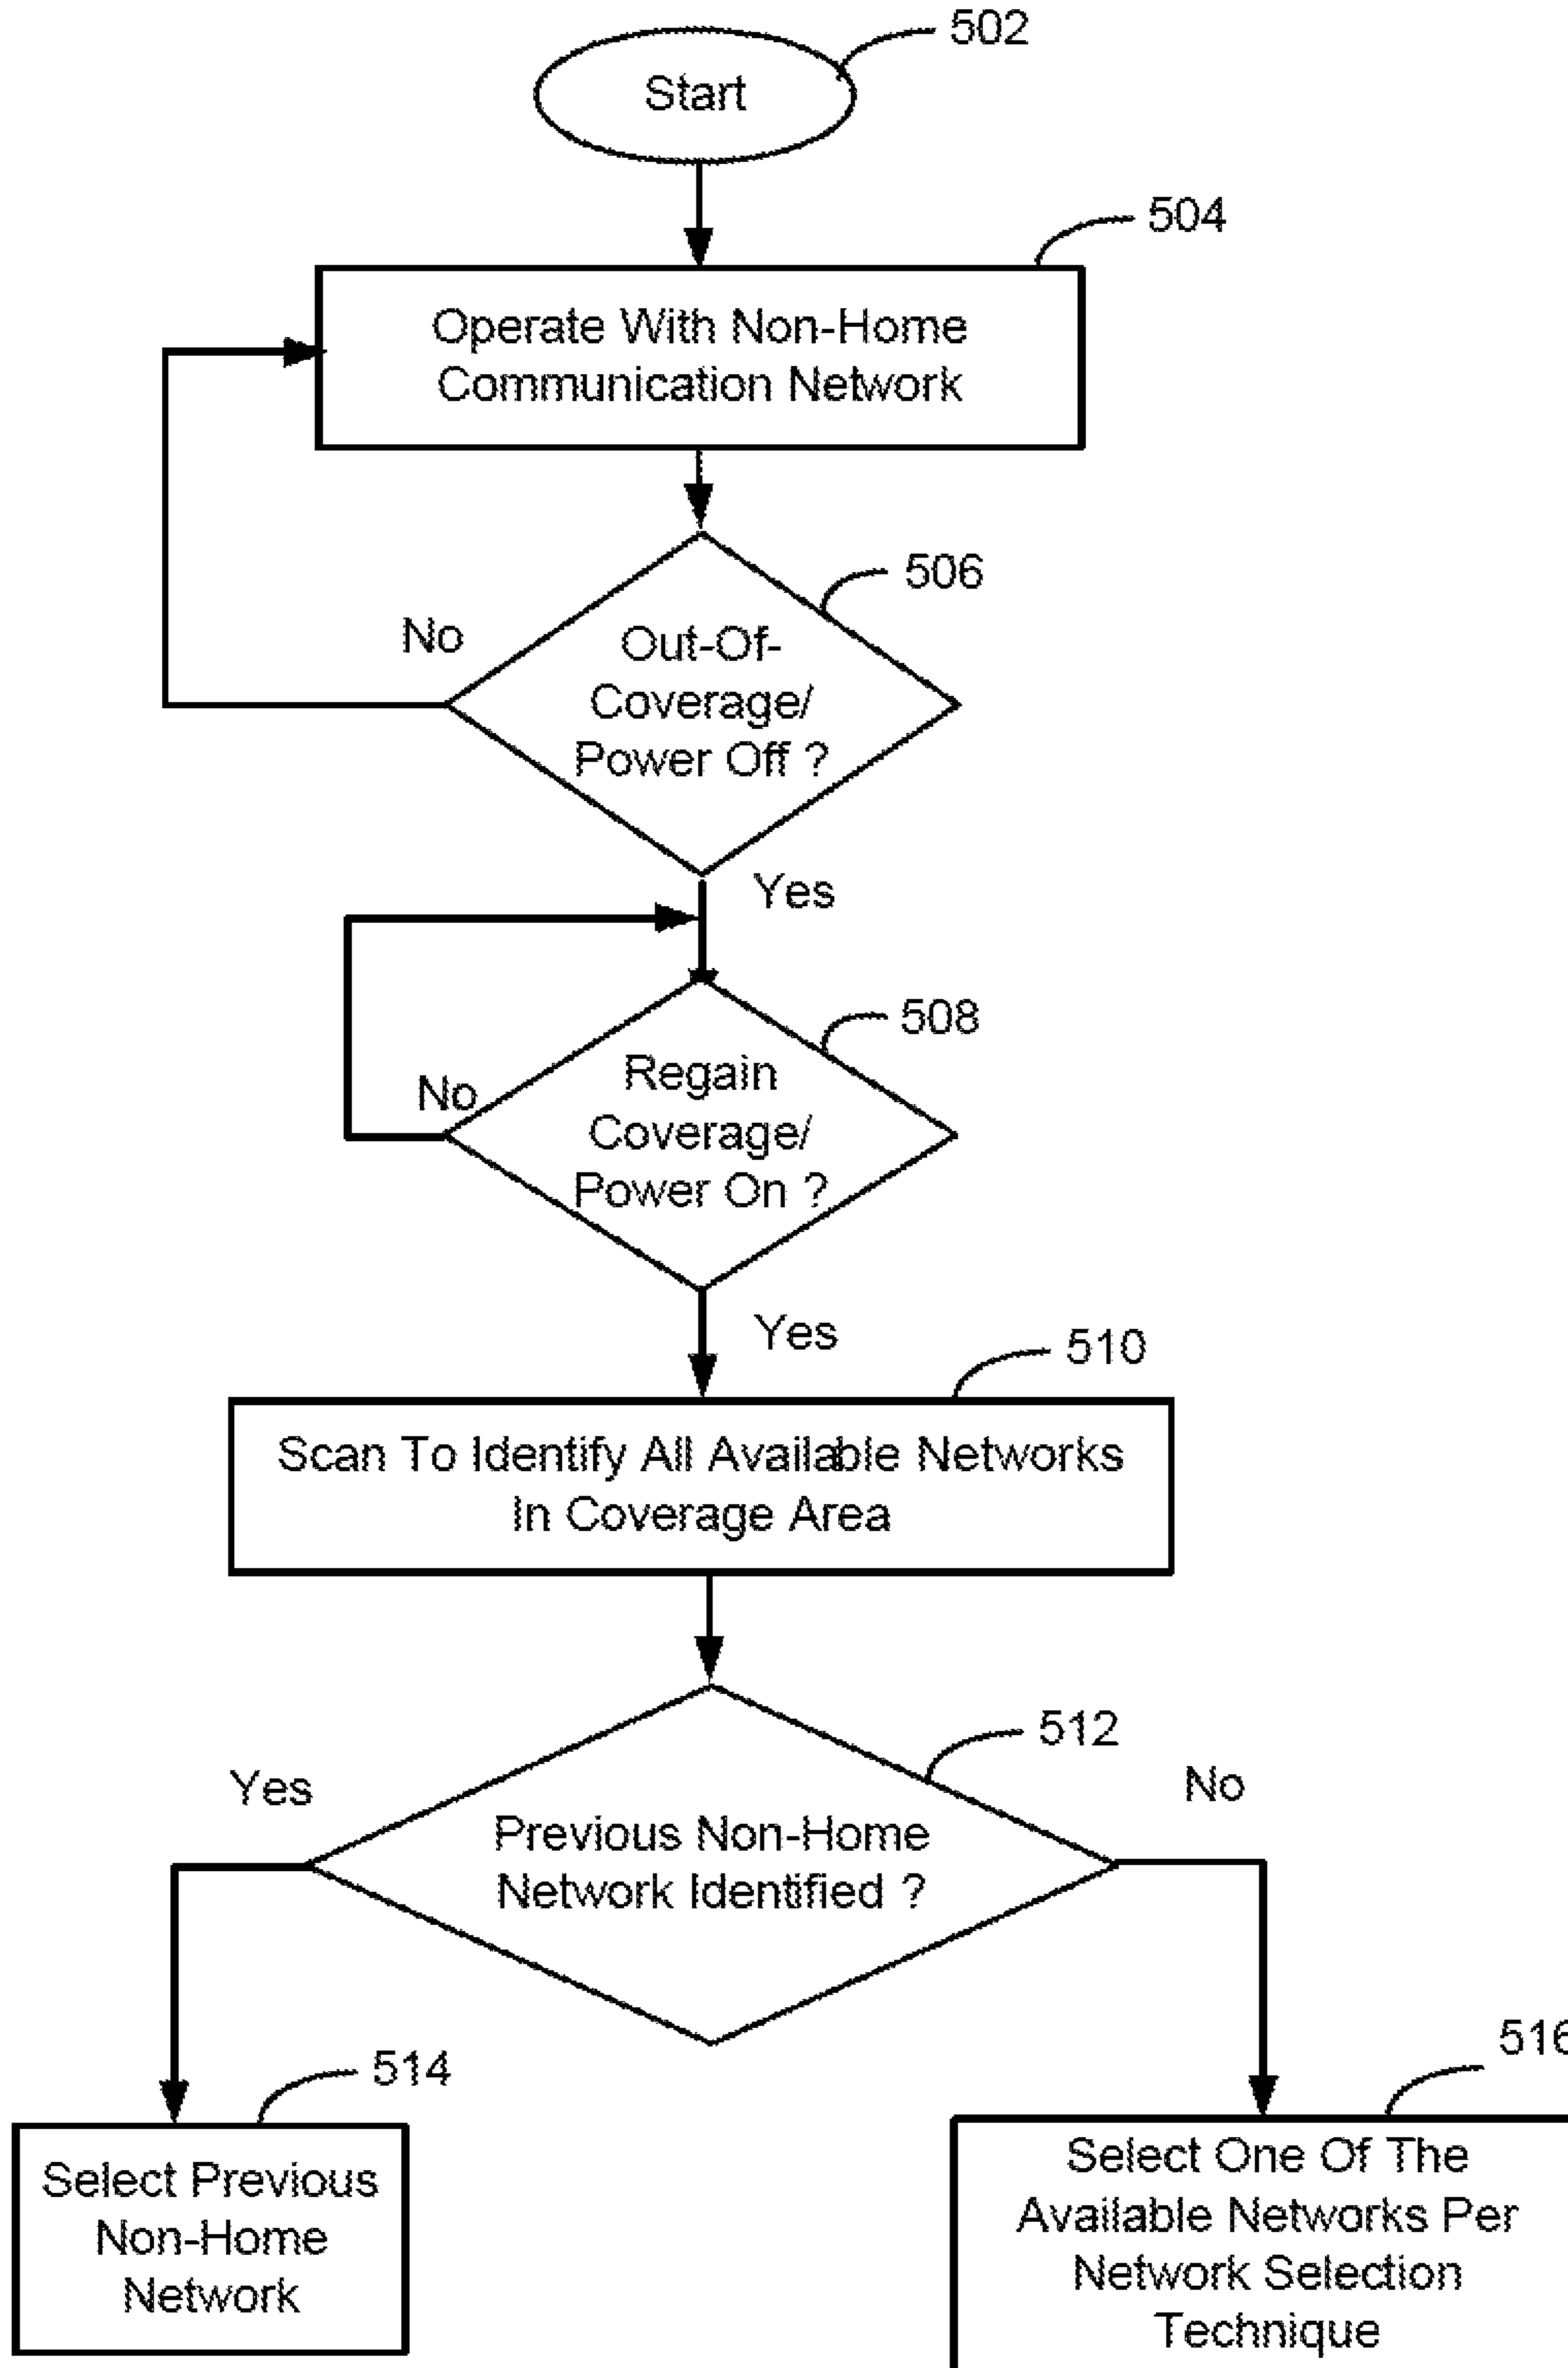 502
Start
504
Operate With Non-Home
Communication Network
506
No
Out-Of-
Coverage/
Power Off ?
Yes
508
No
Regain
Coverage/
Power On ?
Yes
510
Scan To Identify All Available Networks
In Coverage Area
512
Yes
No
Previous Non-Home
Network Identified ?
514
516
Select Previous
Non-Home
Network
Select One Of The
Available Networks Per
Network Selection
Technique